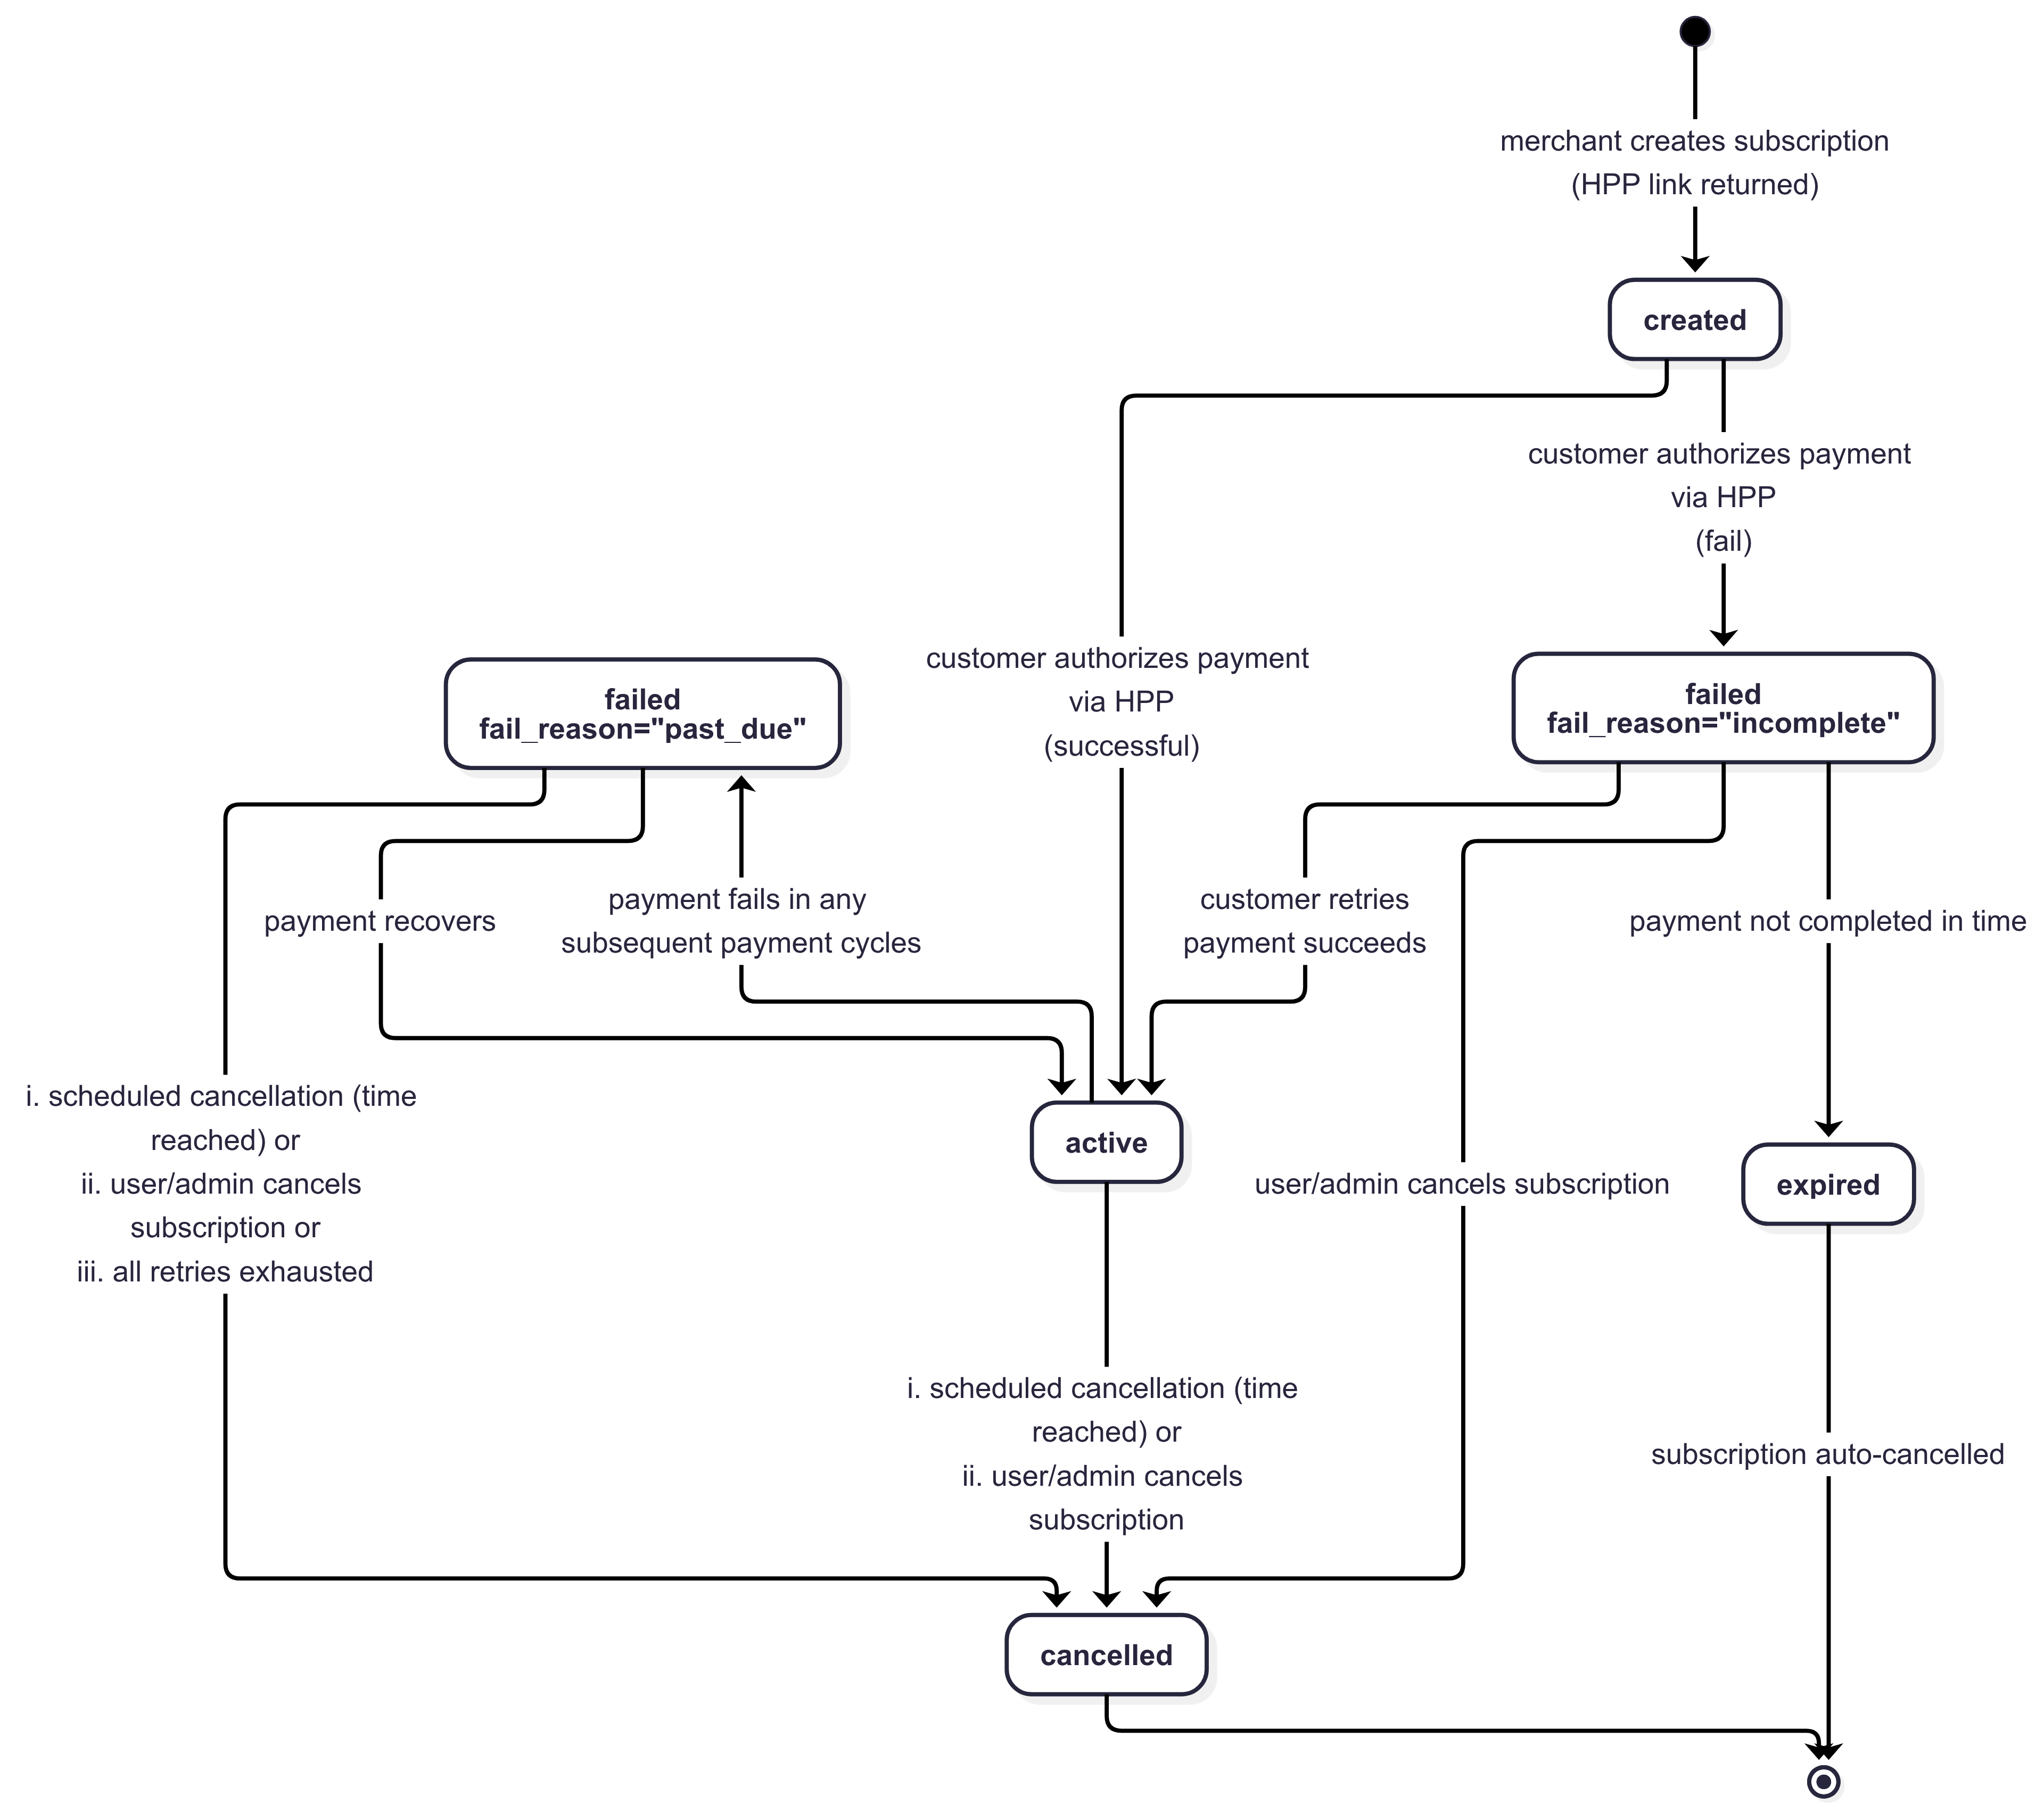 merchant creates subscription
(HPP link returned)
created
customer authorizes payment
via HPP
(fail)
customer authorizes payment
via HPP
(successful)
failed
fail_reason="past_due"
failed
fail_reason="incomplete"
payment recovers
payment fails in any
subsequent payment cycles
customer retries
payment succeeds
payment not completed in time
i. scheduled cancellation (time
reached) or
ii. user/admin cancels
subscription or
iii. all retries exhausted
active
user/admin cancels subscription
expired
i. scheduled cancellation (time
reached) or
ii. user/admin cancels
subscription
subscription auto-cancelled
cancelled